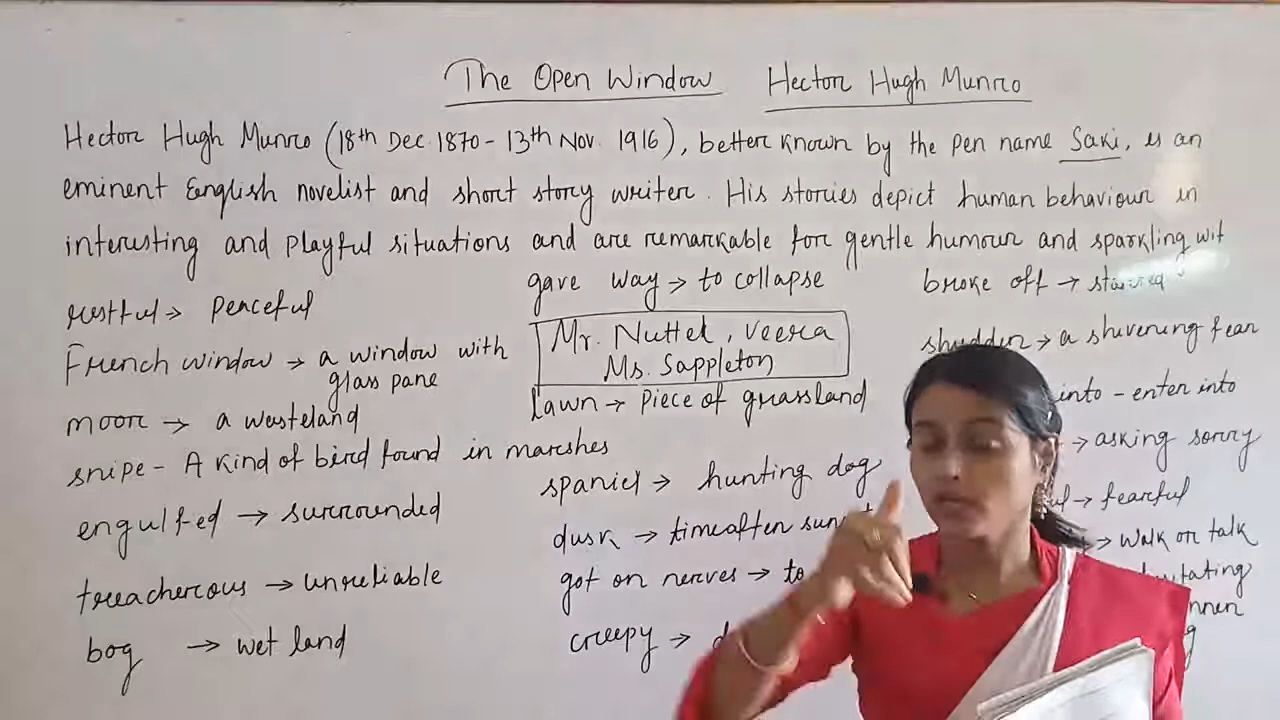 The Open Window Hector Hugh Munro
Hector Hugh Munro (18th Dec. 1870 - 13th Nov. 1916), better known by the pen name Saki, is an
eminent English novelist and short story writer. His stories depict human behaviour in
interesting and playful situations and are remarkable for gentle humour and sparkling wit
restful → peaceful
French window → a window with
glass pane
moor → a wasteland
snipe - A kind of bird found in marshes
engulfed → surrounded
treacherous → unreliable
bog → wet land
gave way → to collapse
Mr. Nuttel, Veera
Ms. Sappleton
lawn → piece of grassland
spaniel → hunting dog
dusk → time after
got on nerves → to
creepy →
broke off →
shudder → a shivering fear
into - enter into
→ asking sorry
→ fearful
→ walk or talk